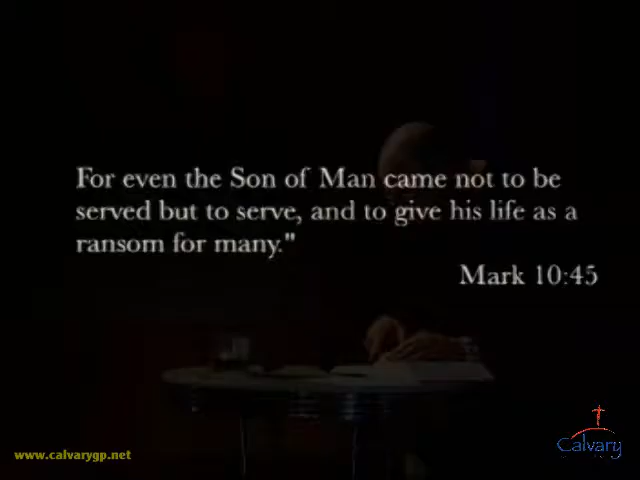 For even the Son of Man came not to be
served but to serve, and to give his life as a
ransom for many."
Mark 10:45
www.calvarygp.net
Calvary